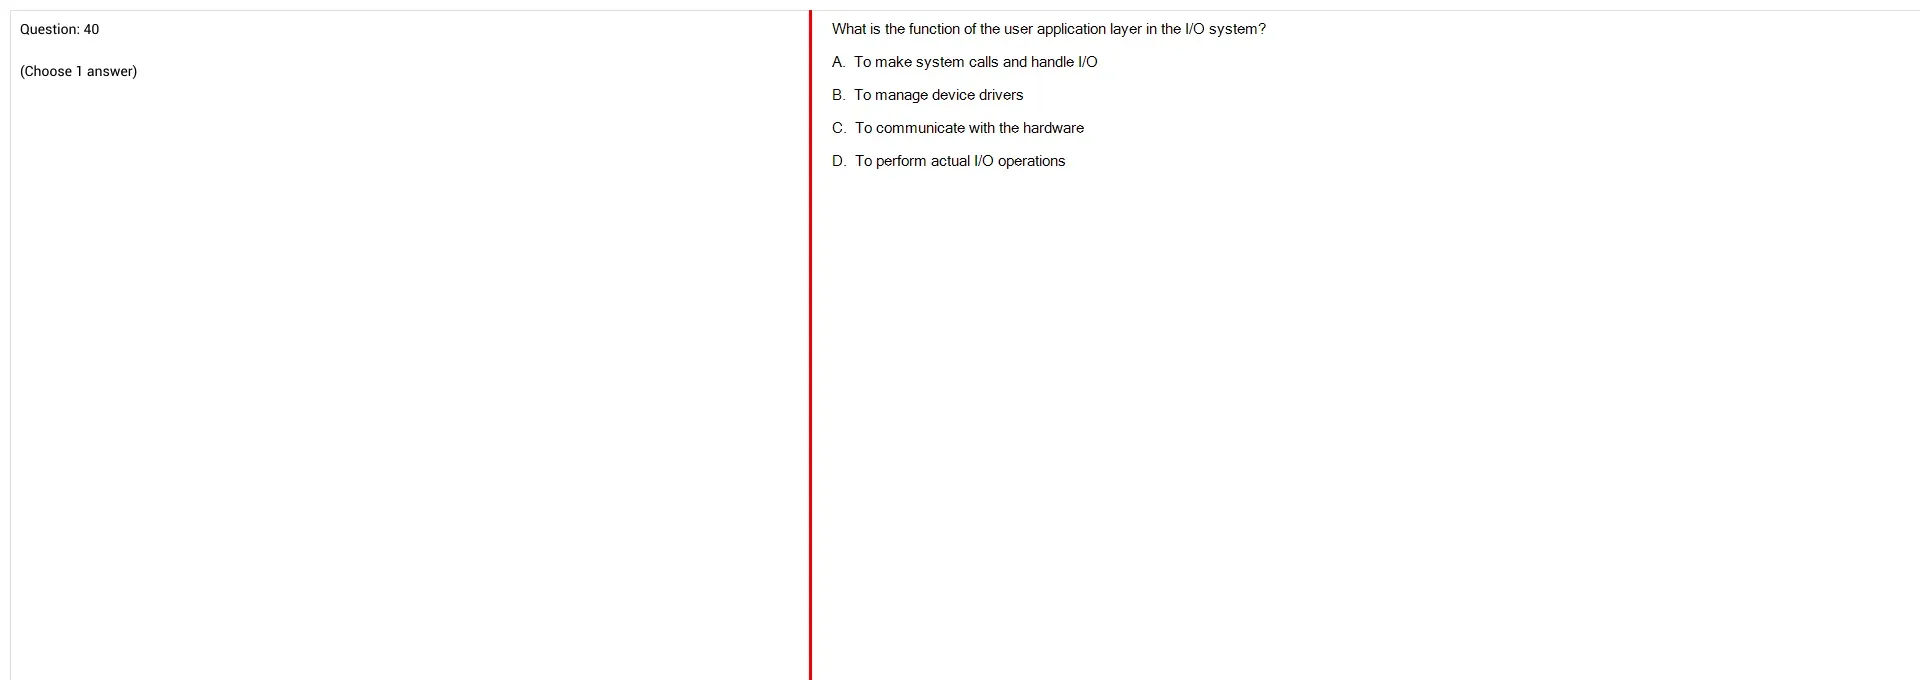 Question: 40
(Choose 1 answer)
What is the function of the user application layer in the I/O system?
A. To make system calls and handle I/O
B. To manage device drivers
C. To communicate with the hardware
D. To perform actual I/O operations